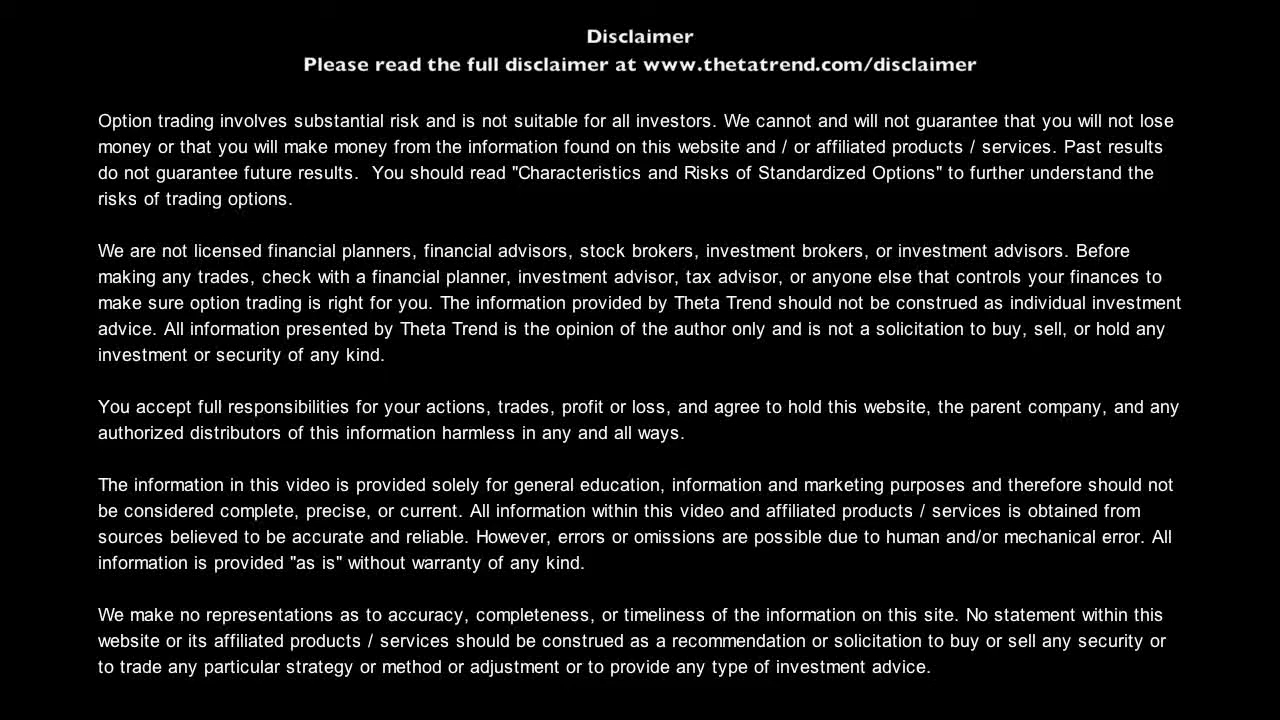 Disclaimer
Please read the full disclaimer at www.thetatrend.com/disclaimer
Option trading involves substantial risk and is not suitable for all investors. We cannot and will not guarantee that you will not lose
money or that you will make money from the information found on this website and / or affiliated products / services. Past results
do not guarantee future results.  You should read "Characteristics and Risks of Standardized Options" to further understand the
risks of trading options.
We are not licensed financial planners, financial advisors, stock brokers, investment brokers, or investment advisors. Before
making any trades, check with a financial planner, investment advisor, tax advisor, or anyone else that controls your finances to
make sure option trading is right for you. The information provided by Theta Trend should not be construed as individual investment
advice. All information presented by Theta Trend is the opinion of the author only and is not a solicitation to buy, sell, or hold any
investment or security of any kind.
You accept full responsibilities for your actions, trades, profit or loss, and agree to hold this website, the parent company, and any
authorized distributors of this information harmless in any and all ways.
The information in this video is provided solely for general education, information and marketing purposes and therefore should not
be considered complete, precise, or current. All information within this video and affiliated products / services is obtained from
sources believed to be accurate and reliable. However, errors or omissions are possible due to human and/or mechanical error. All
information is provided "as is" without warranty of any kind.
We make no representations as to accuracy, completeness, or timeliness of the information on this site. No statement within this
website or its affiliated products / services should be construed as a recommendation or solicitation to buy or sell any security or
to trade any particular strategy or method or adjustment or to provide any type of investment advice.